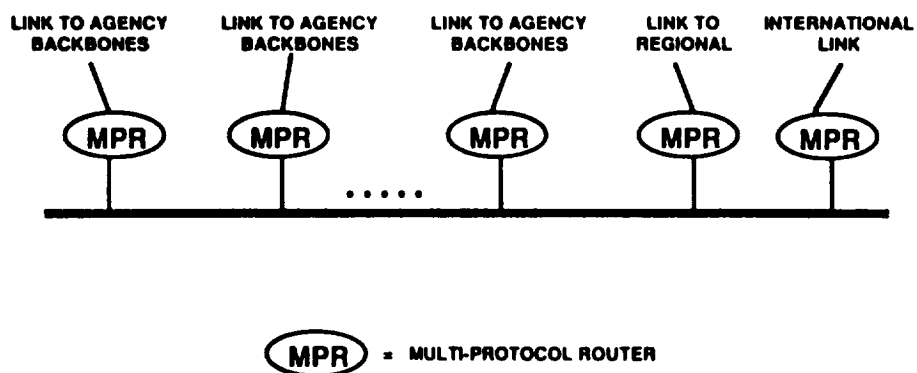 LINK TO AGENCY
BACKBONES
LINK TO AGENCY
BACKBONES
LINK TO AGENCY
BACKBONES
LINK TO
REGIONAL
INTERNATIONAL
LINK
MPR
MPR
MPR
MPR
MPR
.....
MPR = MULTI-PROTOCOL ROUTER